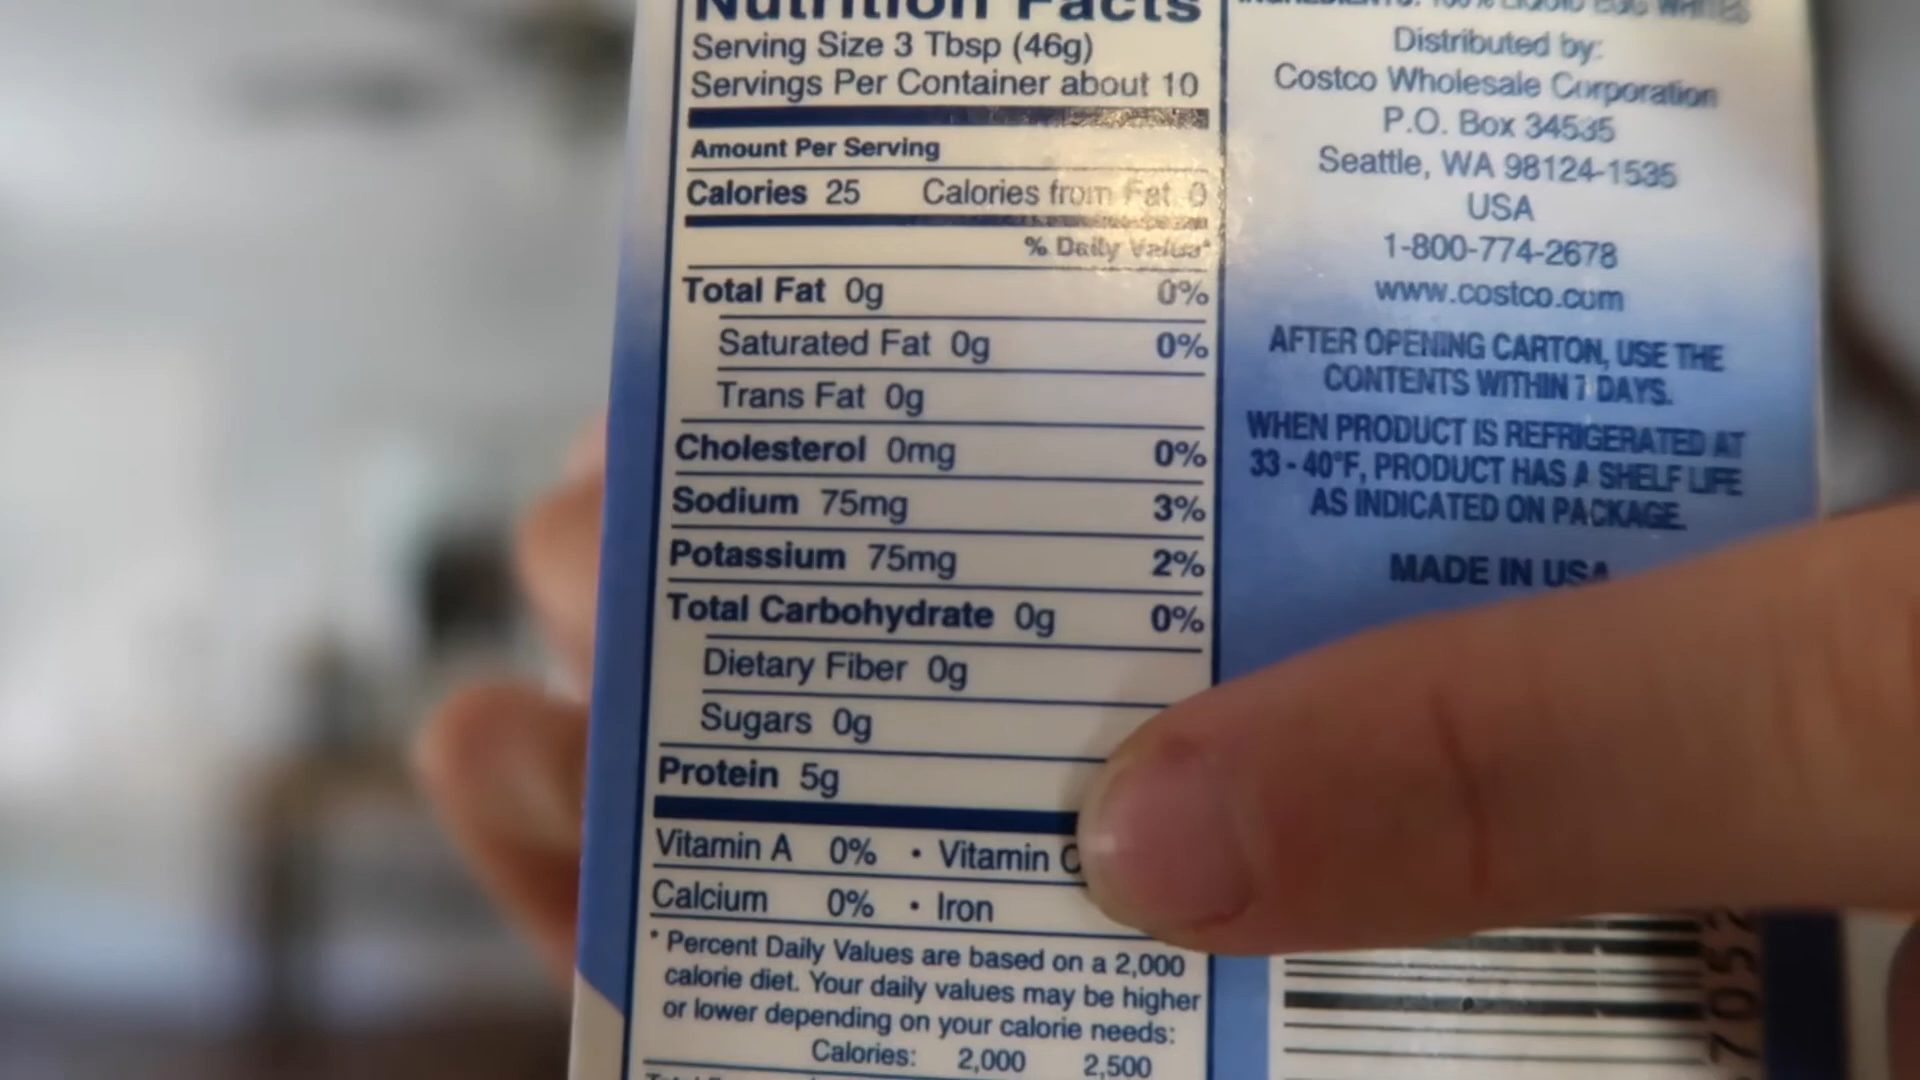 Nutrition Facts
Serving Size 3 Tbsp (46g)
Servings Per Container about 10
Amount Per Serving
Calories 25 Calories from Fat 0
% Daily Value*
Total Fat 0g 0%
Saturated Fat 0g 0%
Trans Fat 0g
Cholesterol 0mg 0%
Sodium 75mg 3%
Potassium 75mg 2%
Total Carbohydrate 0g 0%
Dietary Fiber 0g
Sugars 0g
Protein 5g
Vitamin A 0% • Vitamin C
Calcium 0% • Iron
* Percent Daily Values are based on a 2,000
calorie diet. Your daily values may be higher
or lower depending on your calorie needs:
Calories: 2,000 2,500
INGREDIENTS: 100% LIQUID EGG WHITES
Distributed by:
Costco Wholesale Corporation
P.O. Box 34535
Seattle, WA 98124-1535
USA
1-800-774-2678
www.costco.com
AFTER OPENING CARTON, USE THE
CONTENTS WITHIN 7 DAYS.
WHEN PRODUCT IS REFRIGERATED AT
33 - 40°F, PRODUCT HAS A SHELF LIFE
AS INDICATED ON PACKAGE.
MADE IN USA